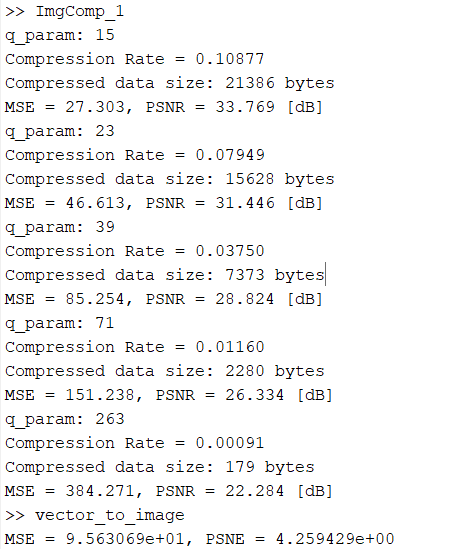 >> ImgComp_1
q_param: 15
Compression Rate = 0.10877
Compressed data size: 21386 bytes
MSE = 27.303, PSNR = 33.769 [dB]
q_param: 23
Compression Rate = 0.07949
Compressed data size: 15628 bytes
MSE = 46.613, PSNR = 31.446 [dB]
q_param: 39
Compression Rate = 0.03750
Compressed data size: 7373 bytes
MSE = 85.254, PSNR = 28.824 [dB]
q_param: 71
Compression Rate = 0.01160
Compressed data size: 2280 bytes
MSE = 151.238, PSNR = 26.334 [dB]
q_param: 263
Compression Rate = 0.00091
Compressed data size: 179 bytes
MSE = 384.271, PSNR = 22.284 [dB]
>> vector_to_image
MSE = 9.563069e+01, PSNE = 4.259429e+00